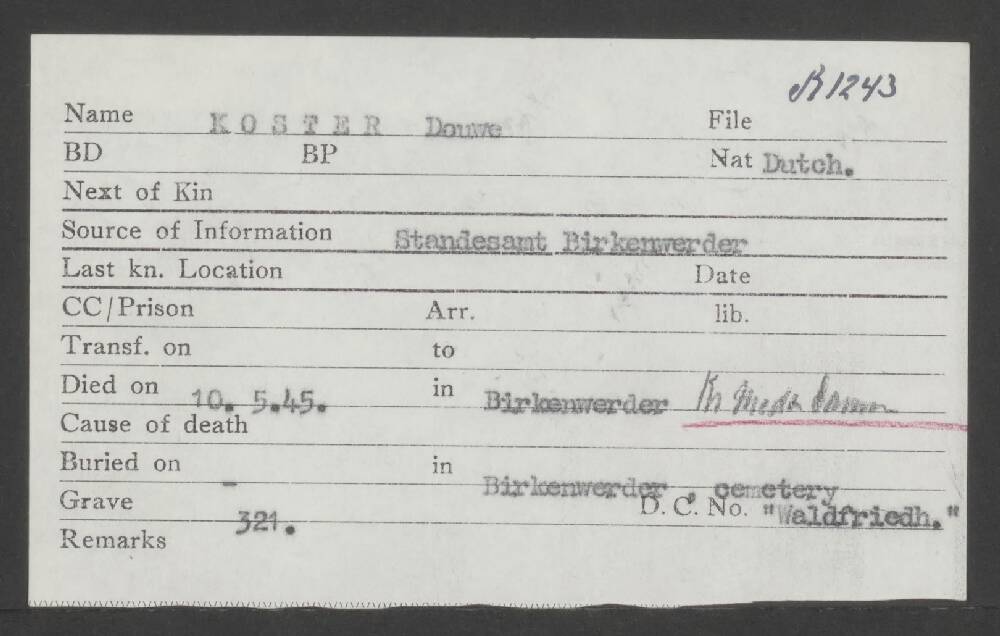 R 1243
Name KOSTER Douwe File
BD BP Nat Dutch.
Next of Kin
Source of Information Standesamt Birkenwerder
Last kn. Location Date
CC/Prison Arr. lib.
Transf. on to
Died on 10. 5.45. in Birkenwerder Kr.
Cause of death
Buried on - in Birkenwerder , cemetery
Grave 321. D. C. No. "Waldfriedh."
Remarks